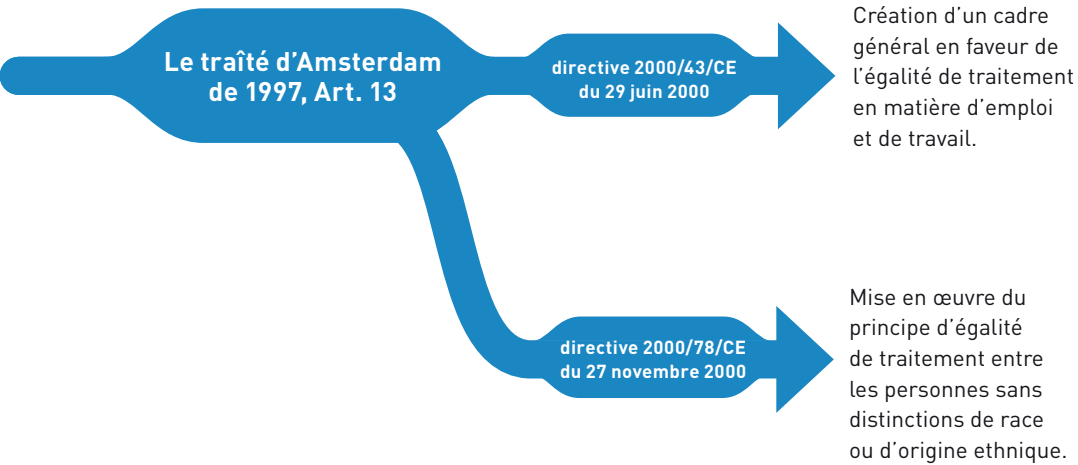 Le traîté d’Amsterdam
de 1997, Art. 13
directive 2000/43/CE
du 29 juin 2000
Création d’un cadre
général en faveur de
l’égalité de traitement
en matière d’emploi
et de travail.
directive 2000/78/CE
du 27 novembre 2000
Mise en œuvre du
principe d’égalité
de traitement entre
les personnes sans
distinctions de race
ou d’origine ethnique.